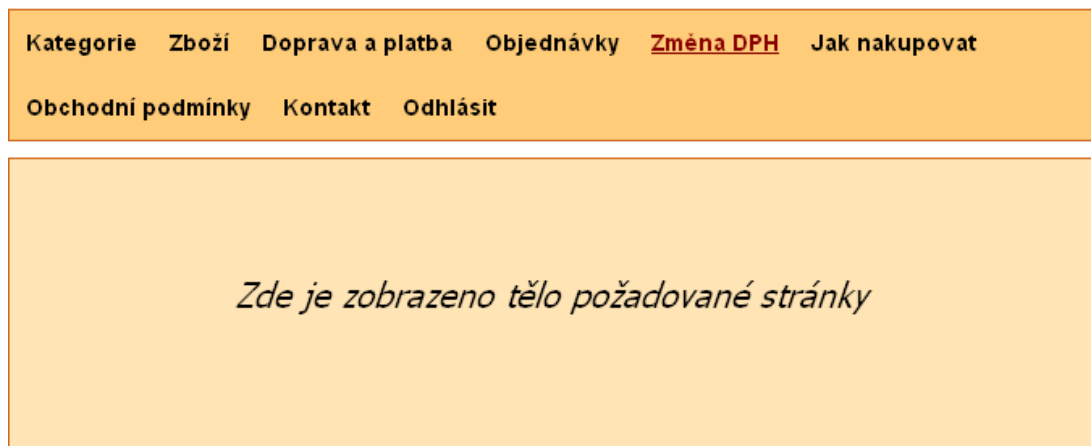 Kategorie Zboží Doprava a platba Objednávky Změna DPH Jak nakupovat
Obchodní podmínky Kontakt Odhlásit
Zde je zobrazeno tělo požadované stránky